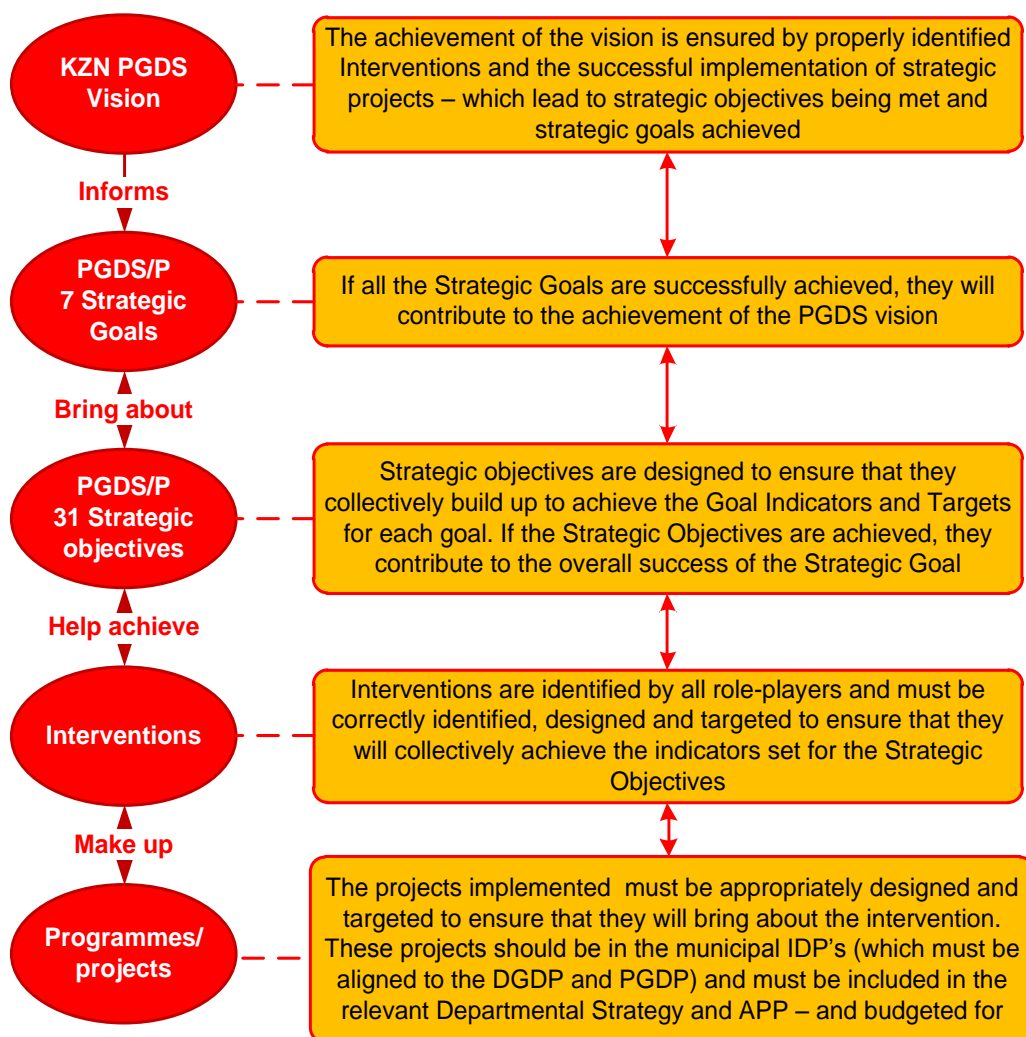 KZN PGDS
Vision
The achievement of the vision is ensured by properly identified
Interventions and the successful implementation of strategic
projects – which lead to strategic objectives being met and
strategic goals achieved
Informs
PGDS/P
7 Strategic
Goals
If all the Strategic Goals are successfully achieved, they will
contribute to the achievement of the PGDS vision
Bring about
PGDS/P
31 Strategic
objectives
Strategic objectives are designed to ensure that they
collectively build up to achieve the Goal Indicators and Targets
for each goal. If the Strategic Objectives are achieved, they
contribute to the overall success of the Strategic Goal
Help achieve
Interventions
Interventions are identified by all role-players and must be
correctly identified, designed and targeted to ensure that they
will collectively achieve the indicators set for the Strategic
Objectives
Make up
Programmes/
projects
The projects implemented  must be appropriately designed and
targeted to ensure that they will bring about the intervention.
These projects should be in the municipal IDP’s (which must be
aligned to the DGDP and PGDP) and must be included in the
relevant Departmental Strategy and APP – and budgeted for